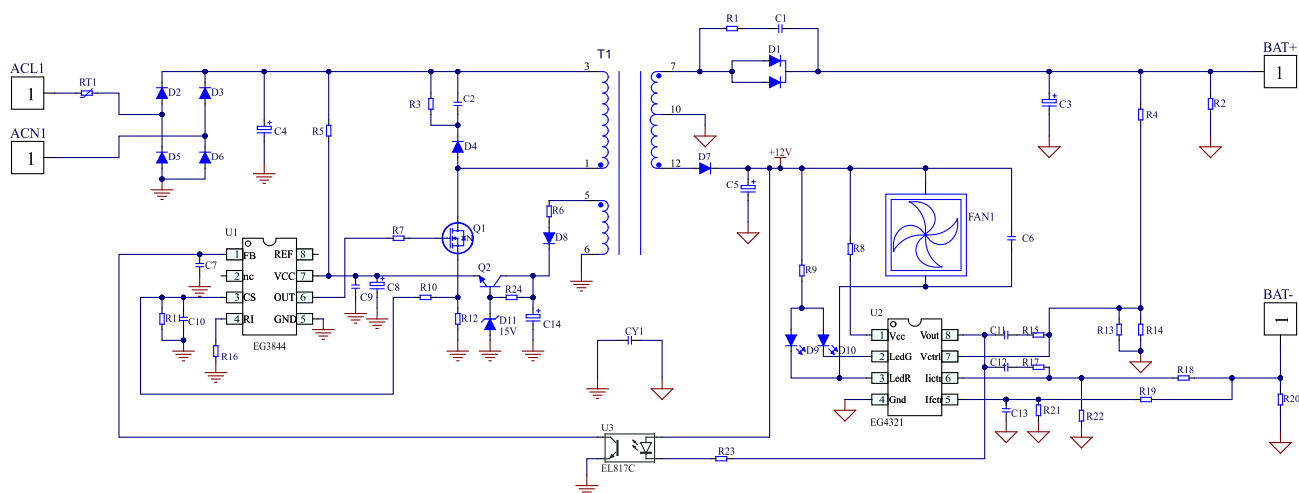 R1 C1
T1 D1 BAT+
ACL1 3 7 1
RT1 D2 D3 R3 C2 C3 R4 R2
1 10
C4 R5
ACN1
D4 +12V
1 D5 D6 1 12 D7
C5
5
R6 FAN1
U1 R7 Q1 D8 C6
R8
1 FB REF 8 6
C7 Q2 R9
2 nc VCC 7
C9 C8 R10 R24 BAT-
3 CS OUT 6
R11 C10 R12 D11 C14 U2 1
15V
4 RI GND 5 CY1 1 Vcc Vout 8 C11 R15 R13 R14
EG3844 D9 D10
R16 2 LedG Vctrl 7
C12 R17
3 LedR Iictr 6 R18
R19
4 Gnd Ifctr 5 R20
C13 R21 R22
EG4321
U3
R23
EL817C